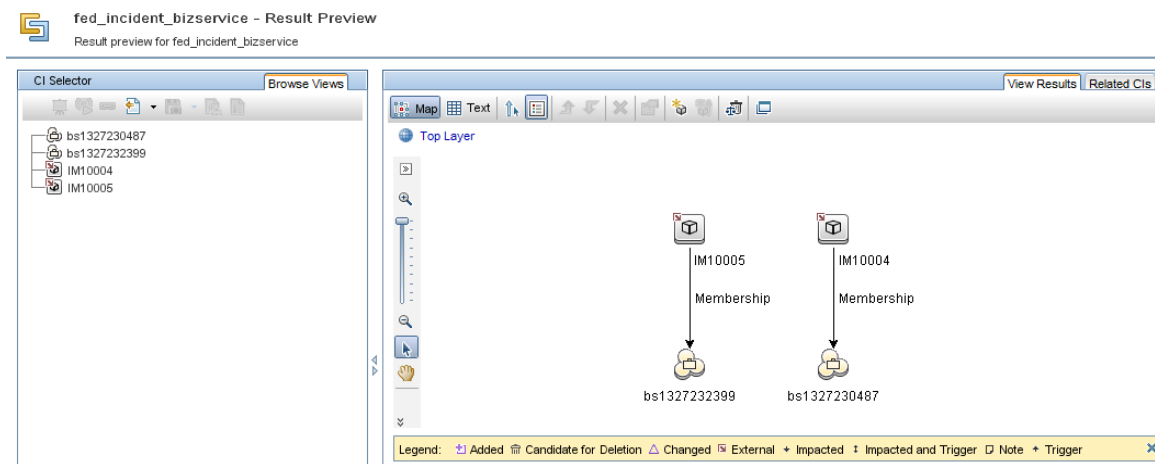 fed_incident_bizservice - Result Preview
Result preview for fed_incident_bizservice
CI Selector
Browse Views
bs1327230487
bs1327232399
IM10004
IM10005
View Results
Related CIs
Map
Text
Top Layer
IM10005
IM10004
Membership
Membership
bs1327232399
bs1327230487
Legend: Added Candidate for Deletion Changed External Impacted Impacted and Trigger Note Trigger